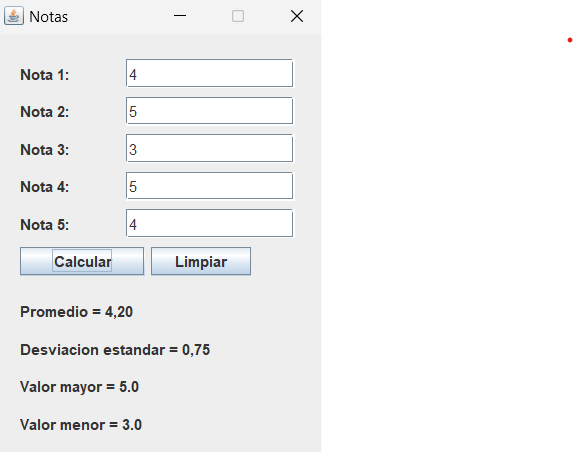 Notas
Nota 1: 4
Nota 2: 5
Nota 3: 3
Nota 4: 5
Nota 5: 4
Calcular Limpiar
Promedio = 4,20
Desviacion estandar = 0,75
Valor mayor = 5.0
Valor menor = 3.0